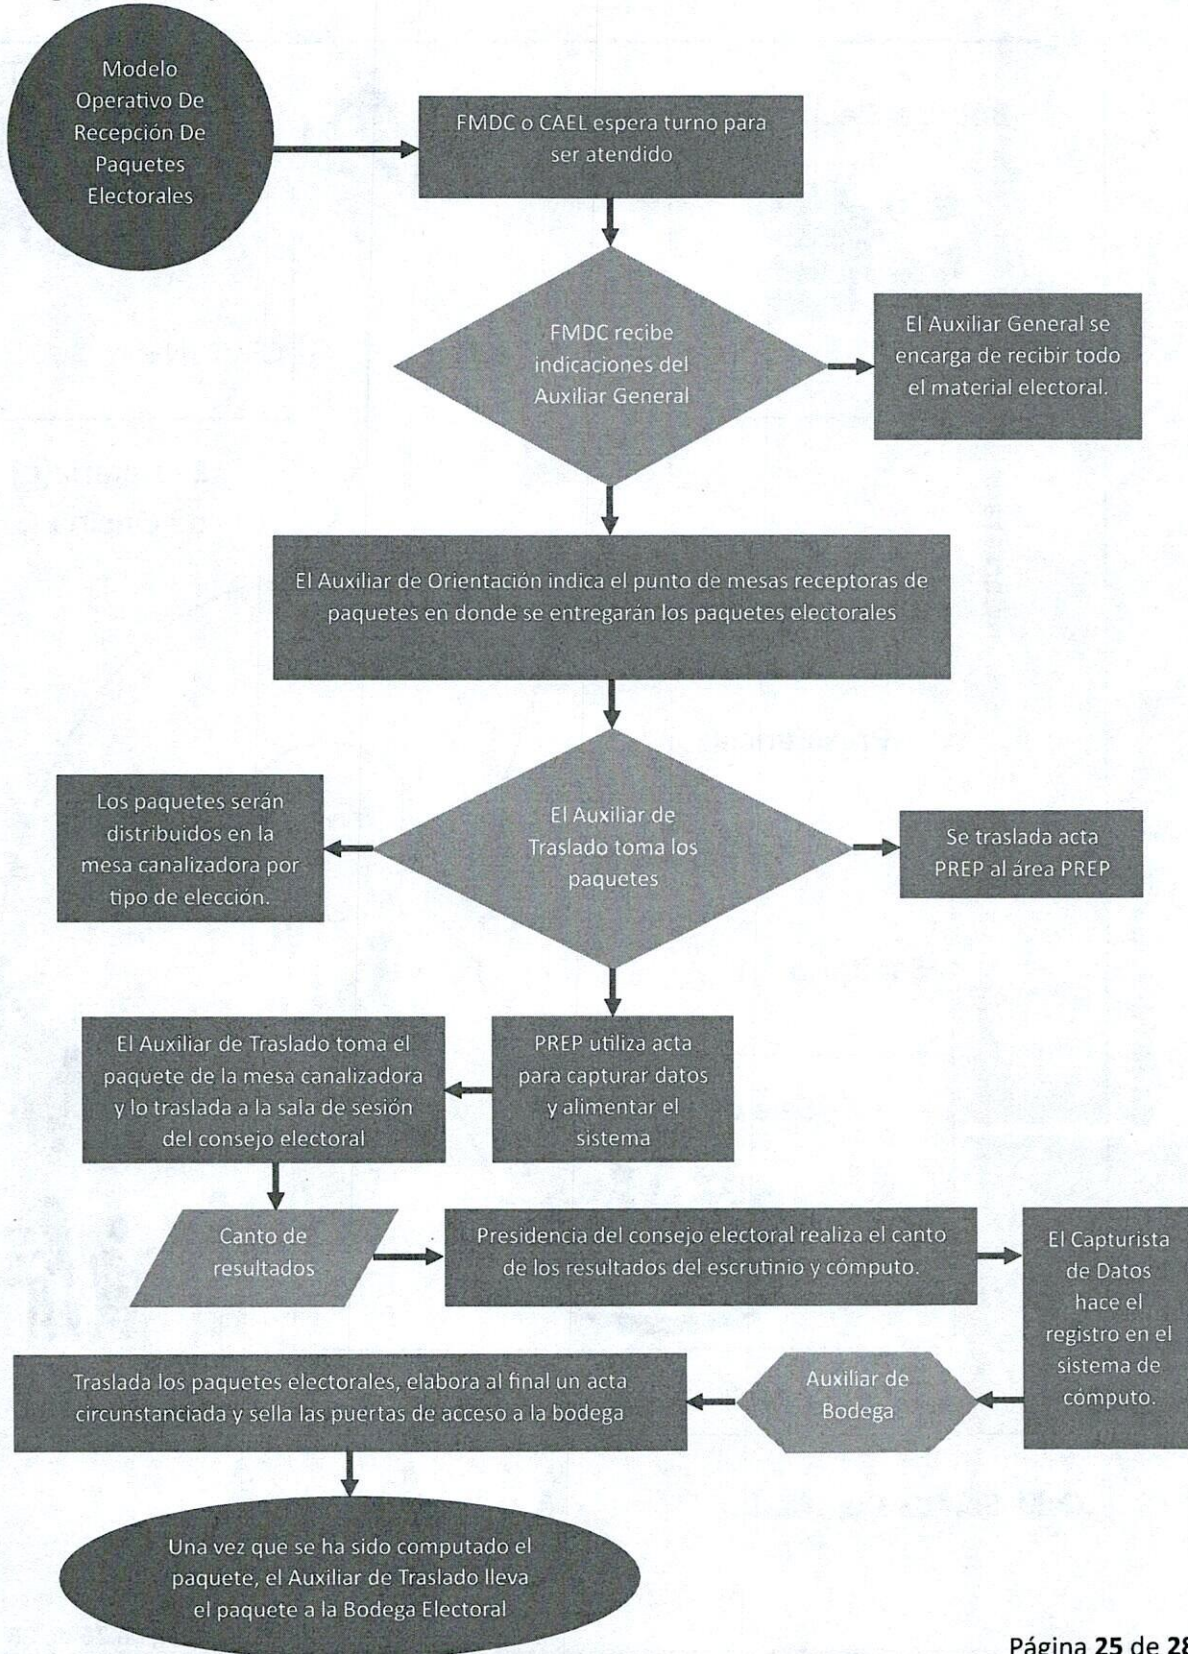 Modelo
Operativo De
Recepción De
Paquetes
Electorales
FMDC o CAEL espera turno para
ser atendido
FMDC recibe
indicaciones del
Auxiliar General
El Auxiliar General se
encarga de recibir todo
el material electoral.
El Auxiliar de Orientación indica el punto de mesas receptoras de
paquetes en donde se entregarán los paquetes electorales
Los paquetes serán
distribuidos en la
mesa canalizadora por
tipo de elección.
El Auxiliar de
Traslado toma los
paquetes
Se traslada acta
PREP al área PREP
El Auxiliar de Traslado toma el
paquete de la mesa canalizadora
y lo traslada a la sala de sesión
del consejo electoral
PREP utiliza acta
para capturar datos
y alimentar el
sistema
Canto de
resultados
Presidencia del consejo electoral realiza el canto
de los resultados del escrutinio y cómputo.
El Capturista
de Datos
hace el
registro en el
sistema de
cómputo.
Auxiliar de
Bodega
Traslada los paquetes electorales, elabora al final un acta
circunstanciada y sella las puertas de acceso a la bodega
Una vez que se ha sido computado el
paquete, el Auxiliar de Traslado lleva
el paquete a la Bodega Electoral
Página 25 de 28